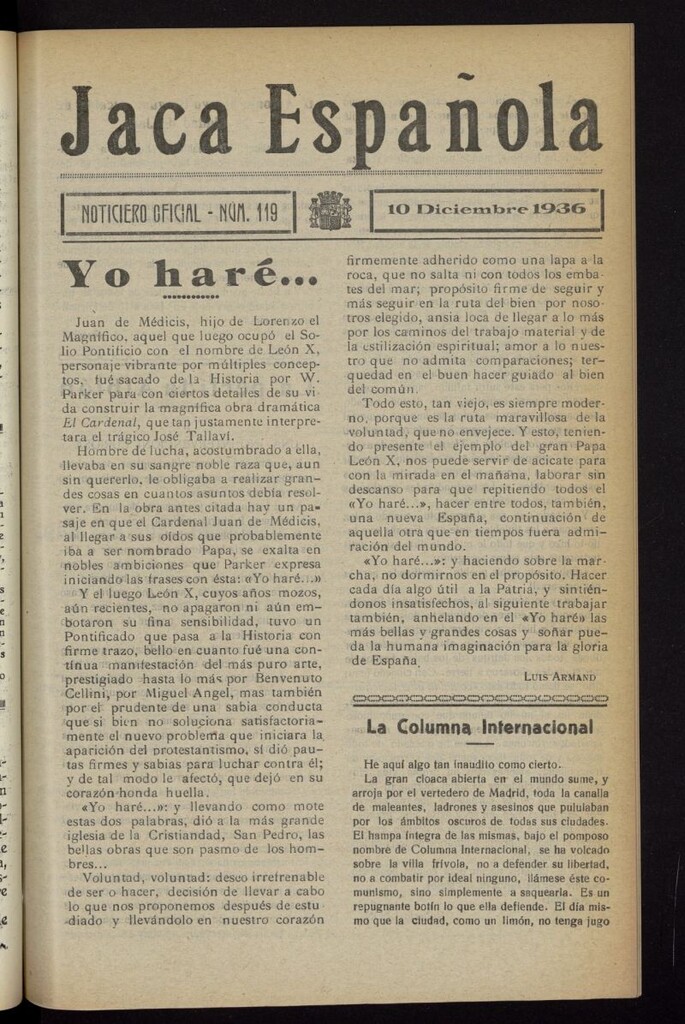 Jaca Española
NOTICIERO OFICIAL - NÚM. 119
10 Diciembre 1936
Yo haré...
Juan de Médicis, hijo de Lorenzo el
Magnífico, aquel que luego ocupó el So-
lio Pontificio con el nombre de León X,
personaje vibrante por múltiples concep-
tos, fué sacado de la Historia por W.
Parker para con ciertos detalles de su vi
da construir la magnífica obra dramática
El Cardenal, que tan justamente interpre-
tara el trágico José Tallaví.
Hombre de lucha, acostumbrado a ella,
llevaba en su sangre noble raza que, aun
sin quererlo, le obligaba a realizar gran-
des cosas en cuantos asuntos debía resol-
ver. En la obra antes citada hay un pa-
saje en que el Cardenal Juan de Médicis,
al llegar a sus oídos que probablemente
iba a ser nombrado Papa, se exalta en
nobles ambiciones que Parker expresa
iniciando las frases con ésta: «Yo haré...»
Y el luego León X, cuyos años mozos,
aún recientes, no apagaron ni aún em-
botaron su fina sensibilidad, tuvo un
Pontificado que pasa a la Historia con
firme trazo, bello en cuanto fué una con-
tínua manifestación del más puro arte,
prestigiado hasta lo más por Benvenuto
Cellini, por Miguel Angel, mas también
por el prudente de una sabia conducta
que si bien no soluciona satisfactoria-
mente el nuevo problema que iniciara la
aparición del protestantismo, sí dió pau-
tas firmes y sabias para luchar contra él;
y de tal modo le afectó, que dejó en su
corazón honda huella.
«Yo haré...»: y llevando como mote
estas dos palabras, dió a la más grande
iglesia de la Cristiandad, San Pedro, las
bellas obras que son pasmo de los hom-
bres...
Voluntad, voluntad: deseo irrefrenable
de ser o hacer, decisión de llevar a cabo
lo que nos proponemos después de estu
diado y llevándolo en nuestro corazón
firmemente adherido como una lapa a la
roca, que no salta ni con todos los emba-
tes del mar; propósito firme de seguir y
más seguir en la ruta del bien por noso-
tros elegido, ansia loca de llegar a lo más
por los caminos del trabajo material y de
la estilización espiritual; amor a lo nues-
tro que no admita comparaciones; ter-
quedad en el buen hacer guiado al bien
del común.
Todo esto, tan viejo, es siempre moder-
no, porque es la ruta maravillosa de la
voluntad, que no envejece. Y esto, tenien-
do presente el ejemplo del gran Papa
León X, nos puede servir de acicate para
con la mirada en el mañana, laborar sin
descanso para que repitiendo todos el
«Yo haré...», hacer entre todos, también,
una nueva España, continuación de
aquella otra que en tiempos fuera admi-
ración del mundo.
«Yo haré...»: y haciendo sobre la mar-
cha, no dormirnos en el propósito. Hacer
cada día algo útil a la Patria, y sintién-
donos insatisfechos, al siguiente trabajar
también, anhelando en el «Yo haré» las
más bellas y grandes cosas y soñar pue-
da la humana imaginación para la gloria
de España.
LUIS ARMAND
La Columna Internacional
He aquí algo tan inaudito como cierto.
La gran cloaca abierta en el mundo sume, y
arroja por el vertedero de Madrid, toda la canalla
de maleantes, ladrones y asesinos que pululaban
por los ámbitos oscuros de todas sus ciudades.
El hampa íntegra de las mismas, bajo el pomposo
nombre de Columna Internacional, se ha volcado
sobre la villa frívola, no a defender su libertad,
no a combatir por ideal ninguno, llámese éste co-
munismo, sino simplemente a saquearla. Es un
repugnante botín lo que ella defiende. El día mis-
mo que la ciudad, como un limón, no tenga jugo